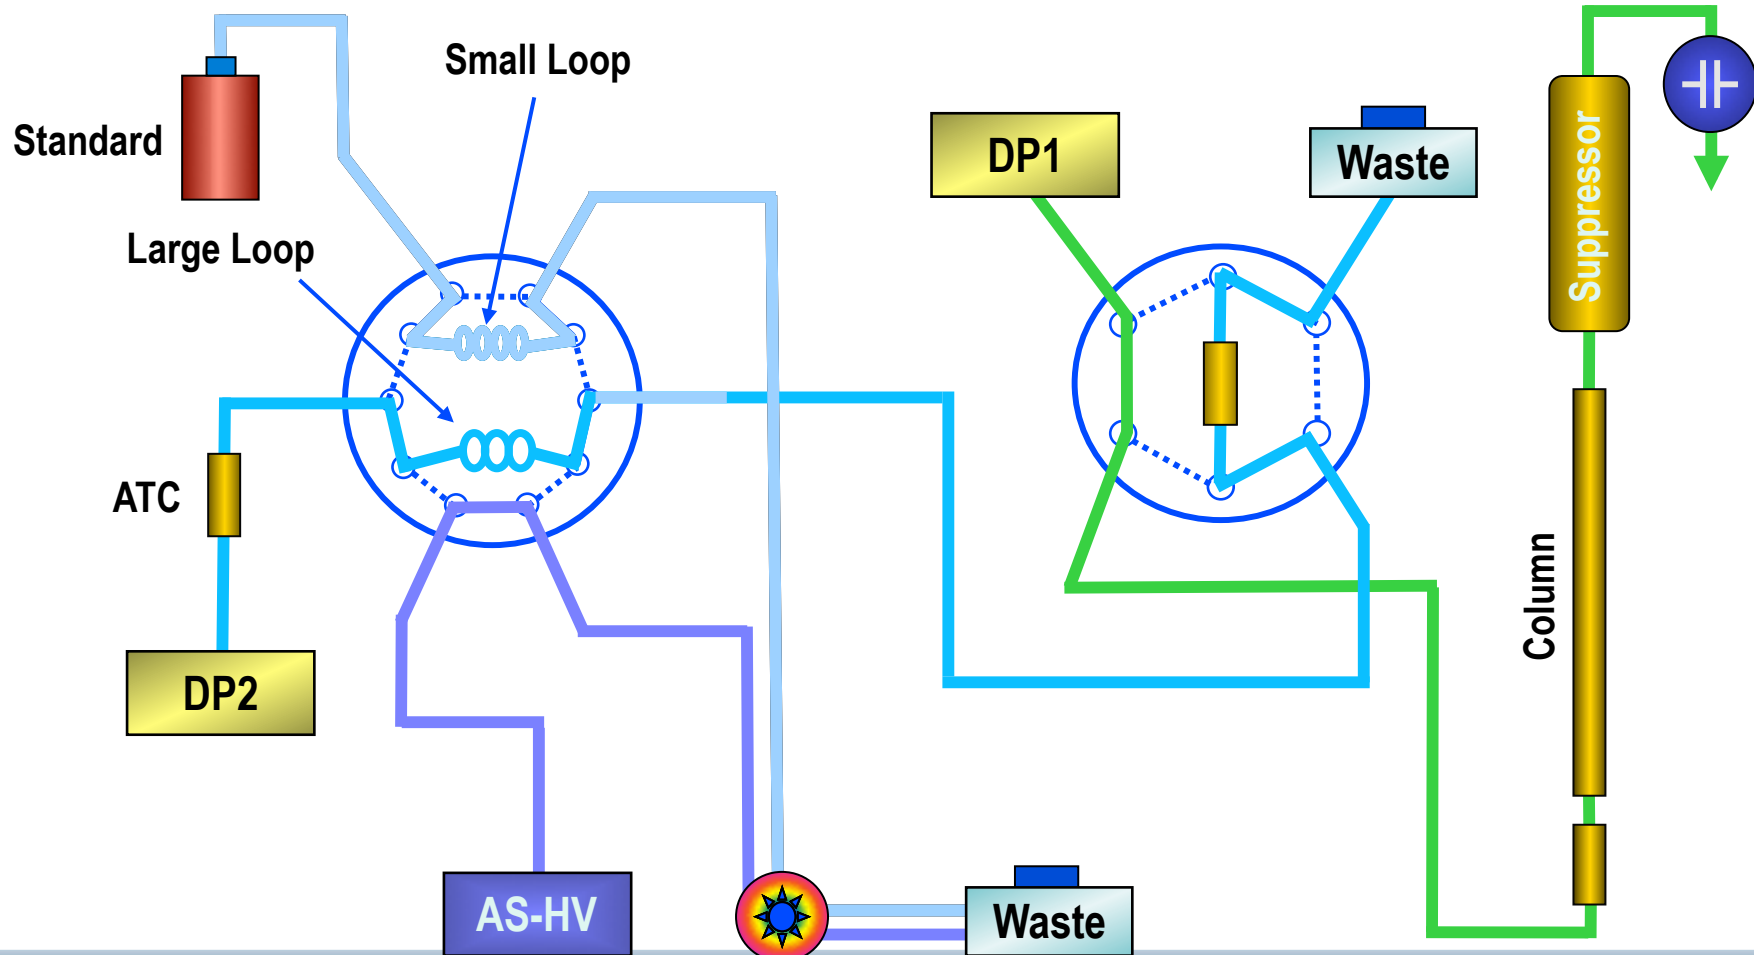 Small Loop
Standard
DP1
Waste
Suppressor
Large Loop
ATC
Column
DP2
AS-HV
Waste